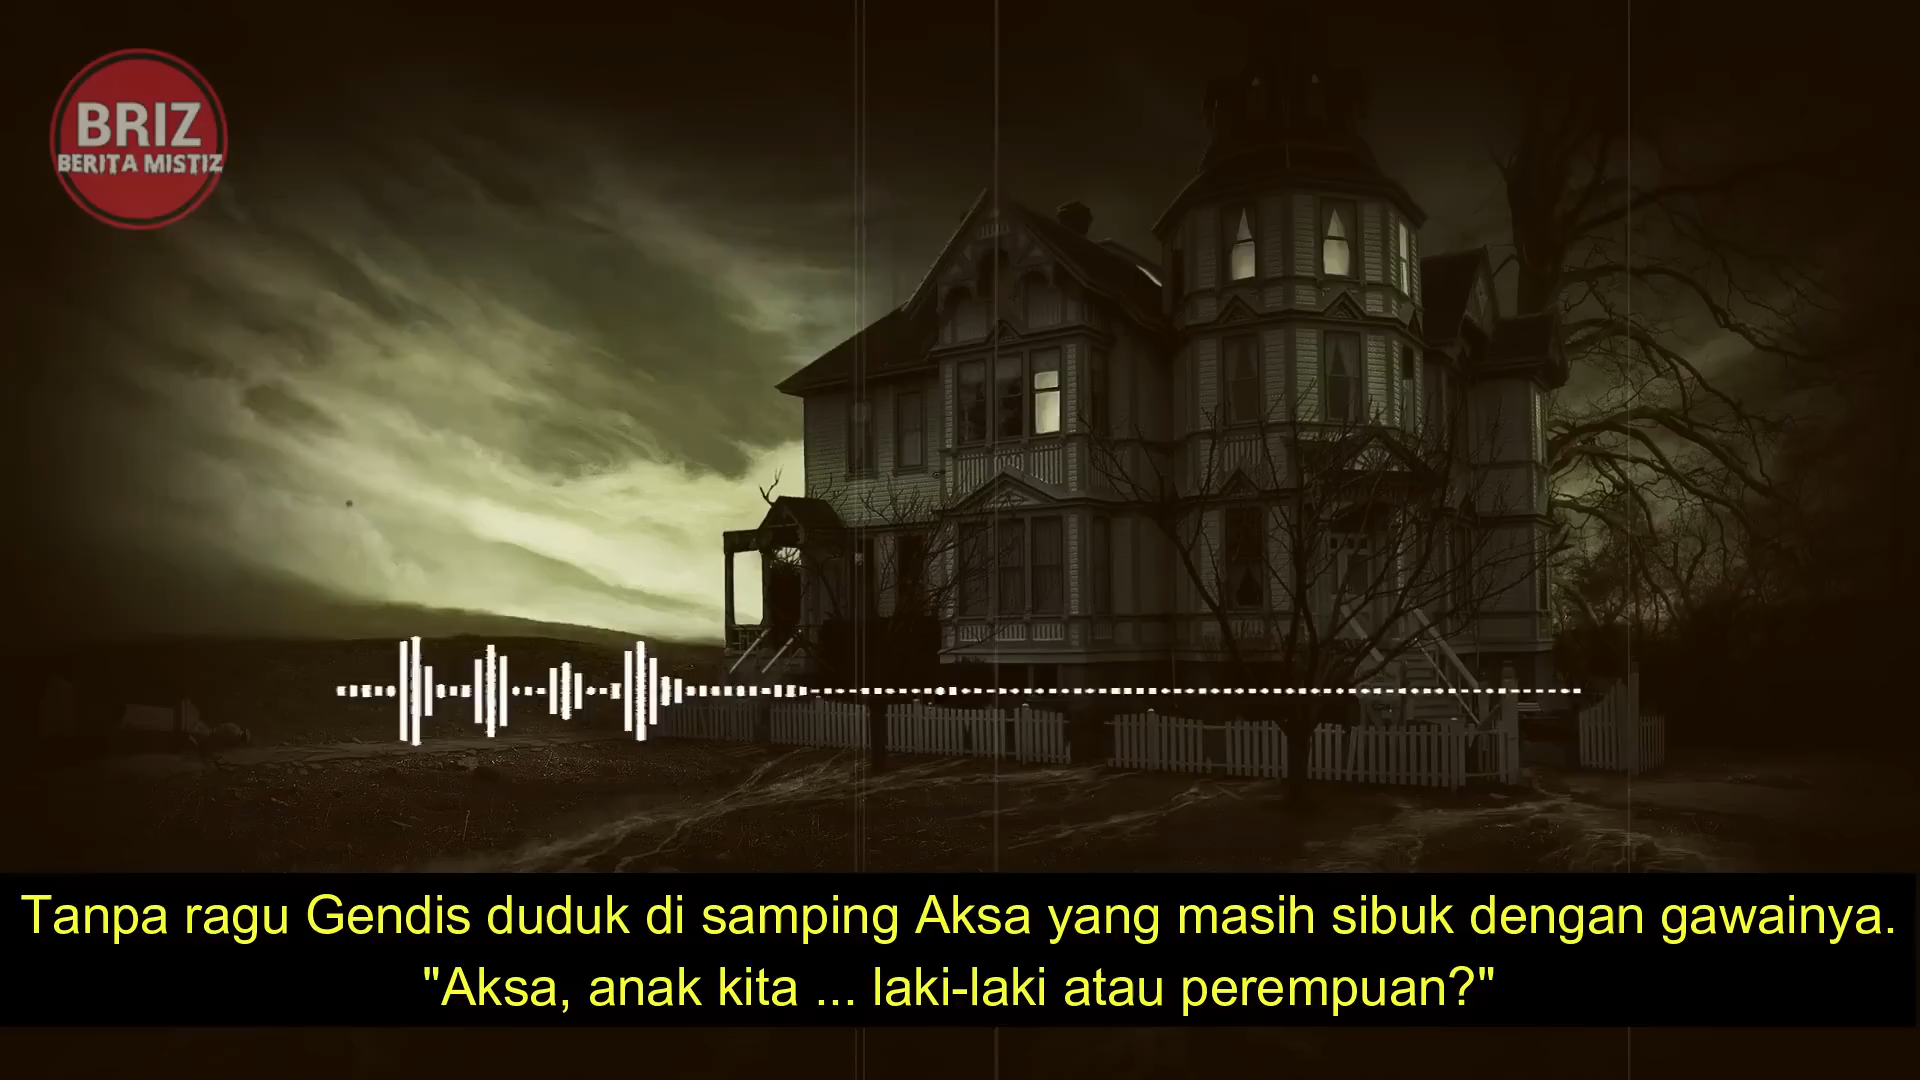 BRIZ
BERITA MISTIZ
Tanpa ragu Gendis duduk di samping Aksa yang masih sibuk dengan gawainya.
"Aksa, anak kita ... laki-laki atau perempuan?"